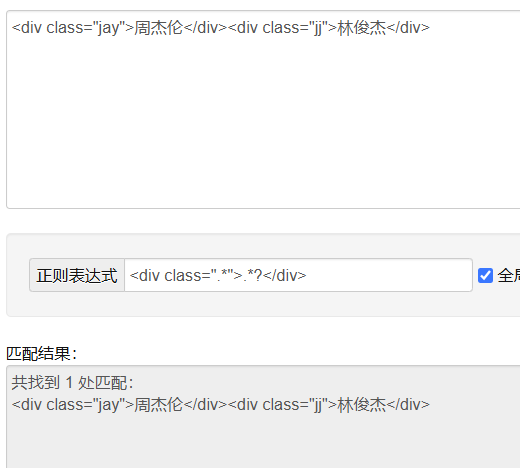 <div class="jay">周杰伦</div><div class="jj">林俊杰</div>
正则表达式 <div class=".*">.*?</div> 全
匹配结果：
共找到 1 处匹配：
<div class="jay">周杰伦</div><div class="jj">林俊杰</div>